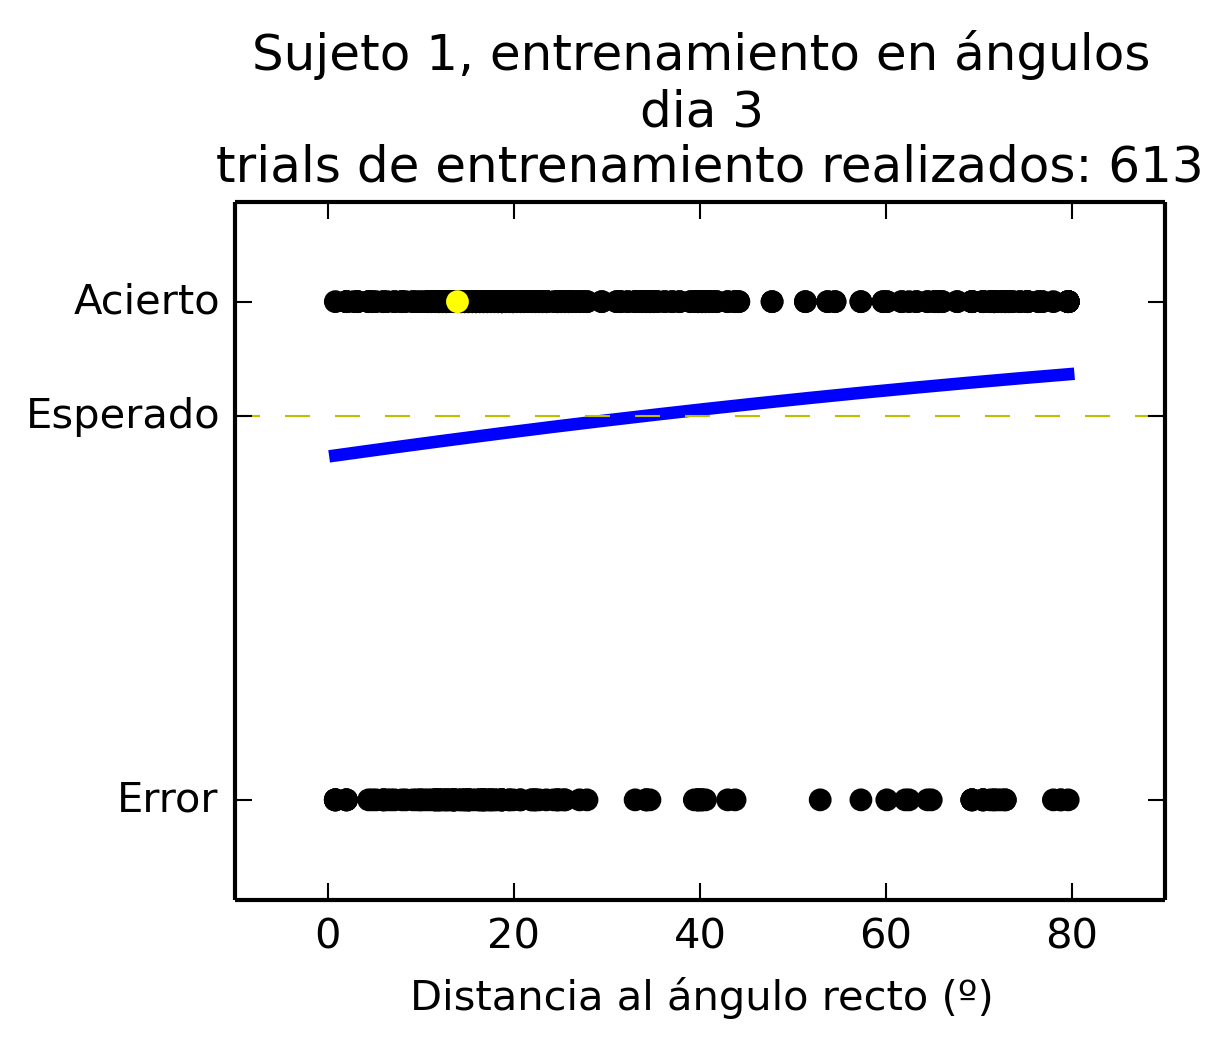 Sujeto 1, entrenamiento en ángulos
dia 3
trials de entrenamiento realizados: 613
Acierto
Esperado
Error
0 20 40 60 80
Distancia al ángulo recto (º)